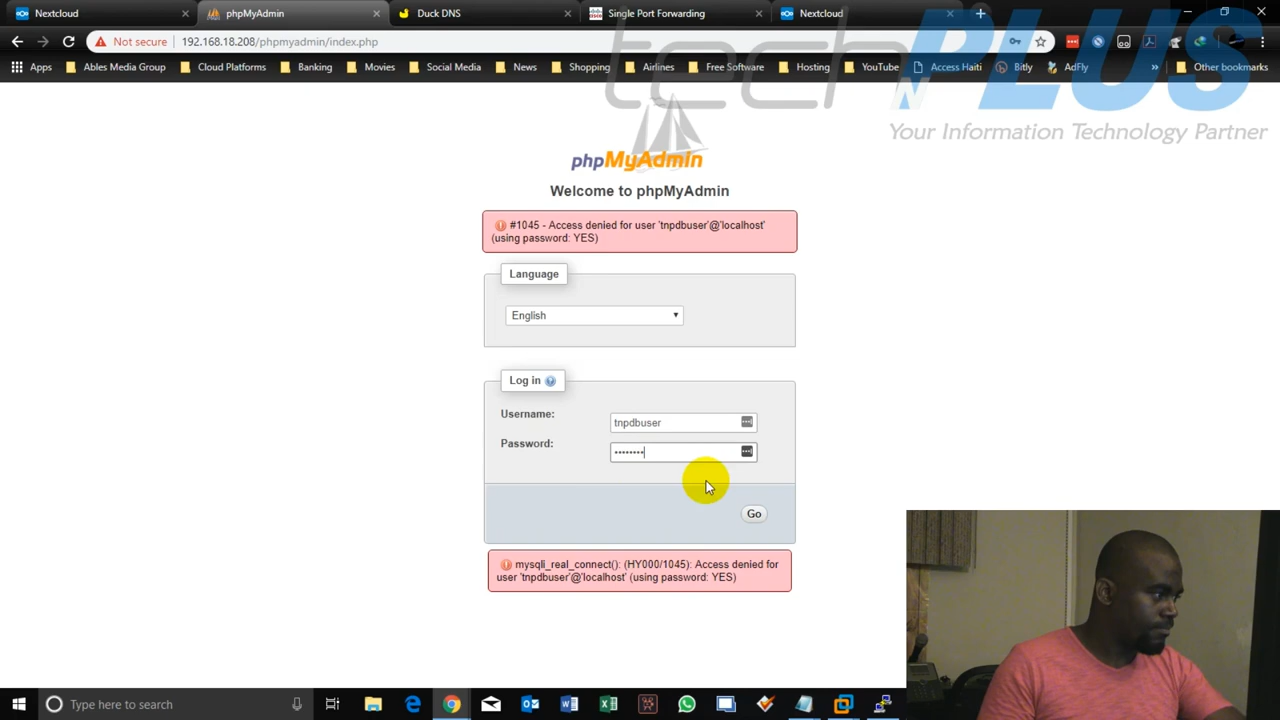 Nextcloud
phpMyAdmin
Duck DNS
Single Port Forwarding
Nextcloud
Not secure
192.168.18.208/phpmyadmin/index.php
Apps
Ables Media Group
Cloud Platforms
Banking
Movies
Social Media
News
Shopping
Airlines
Free Software
Hosting
YouTube
Access Haiti
Bitly
AdFly
»
Other bookmarks
tech
N
PLUS
Your Information Technology Partner
phpMyAdmin
Welcome to phpMyAdmin
#1045 - Access denied for user 'tnpdbuser'@'localhost'
(using password: YES)
Language
English
Log in
Username:
tnpdbuser
Password:
••••••••
Go
mysqli_real_connect(): (HY000/1045): Access denied for
user 'tnpdbuser'@'localhost' (using password: YES)
Type here to search